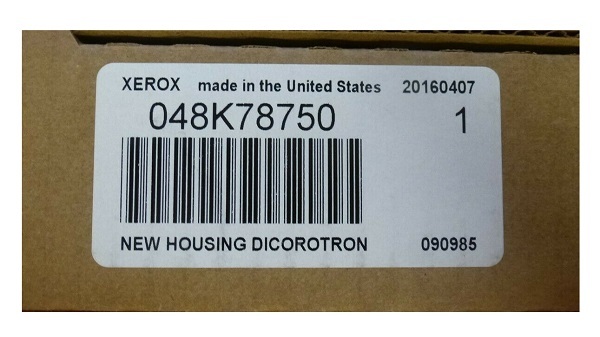 XEROX made in the United States 20160407
048K78750 1
NEW HOUSING DICOROTRON 090985